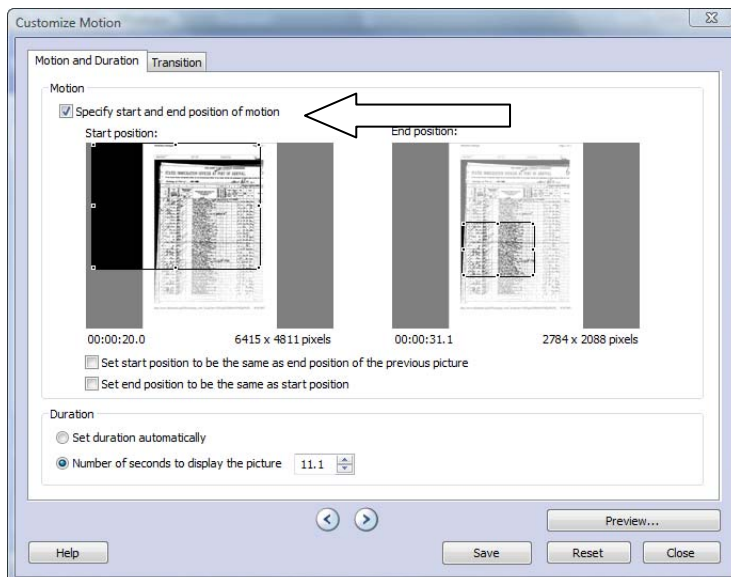 Customize Motion
Motion and Duration
Transition
Motion
Specify start and end position of motion
Start position:
End position:
00:00:20.0
6415 x 4811 pixels
00:00:31.1
2784 x 2088 pixels
Set start position to be the same as end position of the previous picture
Set end position to be the same as start position
Duration
Set duration automatically
Number of seconds to display the picture
11.1
Preview...
Help
Save
Reset
Close